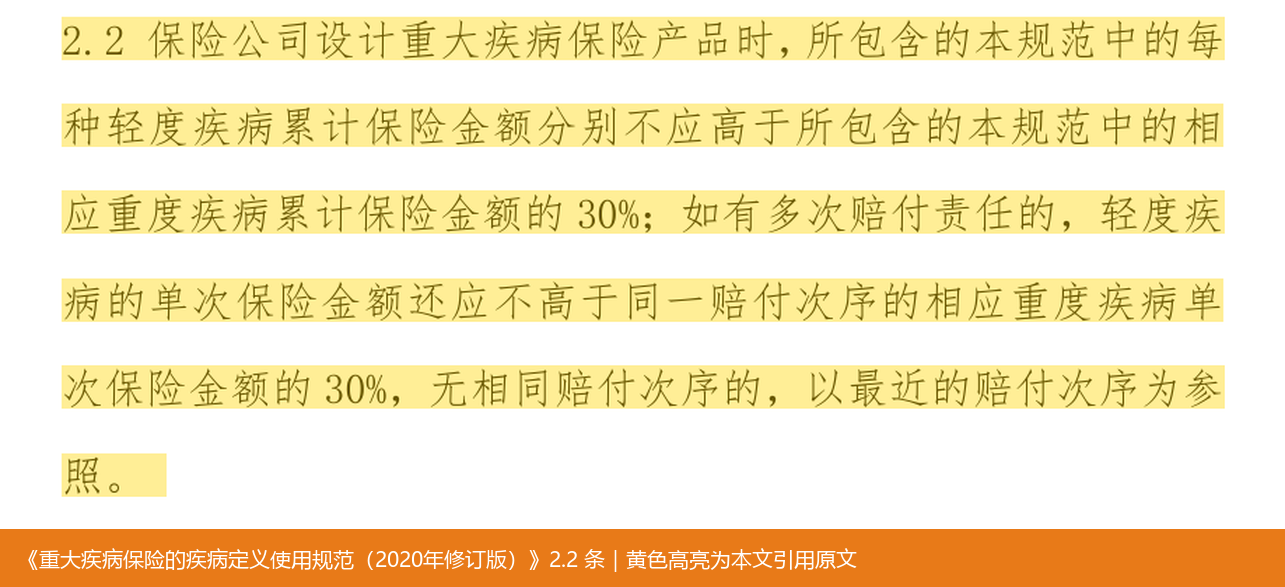 2.2 保险公司设计重大疾病保险产品时，所包含的本规范中的每
种轻度疾病累计保险金额分别不应高于所包含的本规范中的相
应重度疾病累计保险金额的 30%；如有多次赔付责任的，轻度疾
病的单次保险金额还应不高于同一赔付次序的相应重度疾病单
次保险金额的 30%，无相同赔付次序的，以最近的赔付次序为参
照。
《重大疾病保险的疾病定义使用规范（2020年修订版）》2.2 条｜黄色高亮为本文引用原文